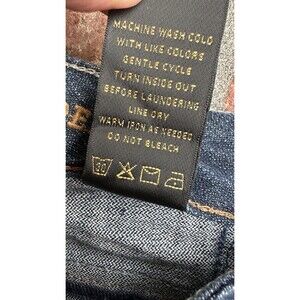 MACHINE WASH COLD
WITH LIKE COLORS
GENTLE CYCLE
TURN INSIDE OUT
BEFORE LAUNDERING
LINE DRY
WARM IRON AS NEEDED
DO NOT BLEACH
30